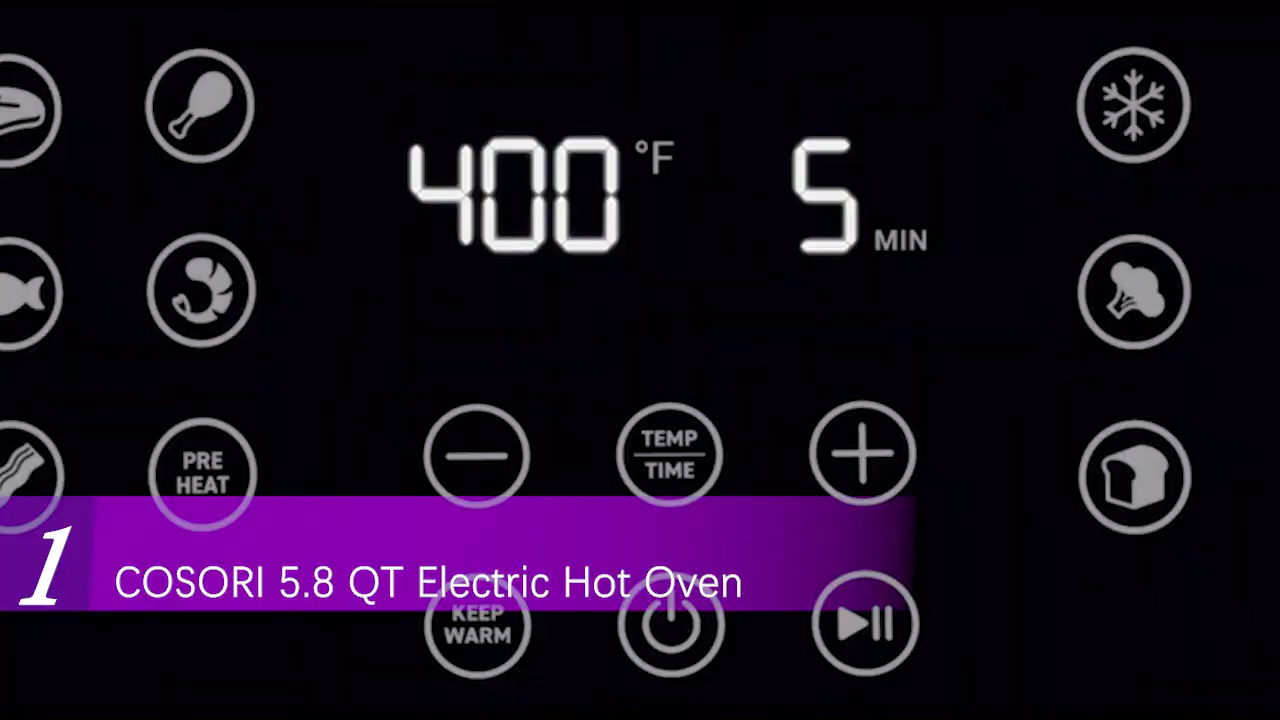 400 °F 5 MIN
TEMP
TIME
PRE
HEAT
1 COSORI 5.8 QT Electric Hot Oven
KEEP
WARM